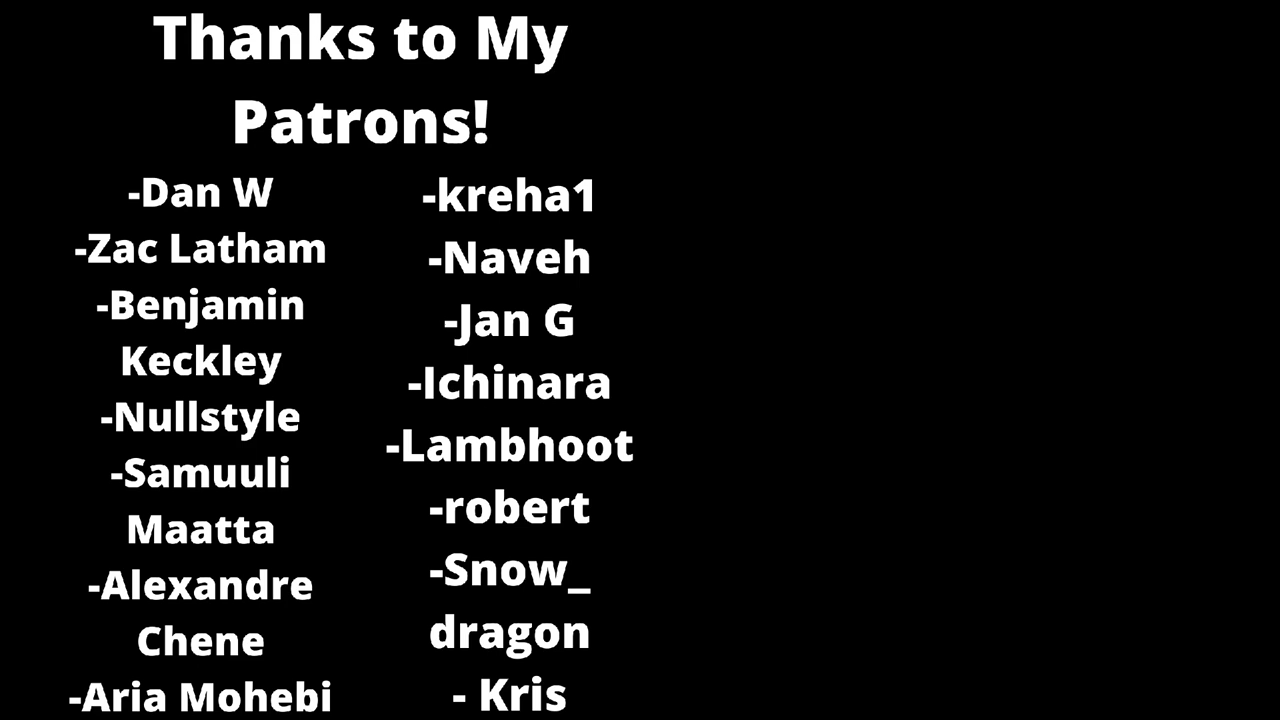 Thanks to My
Patrons!
-Dan W
-Zac Latham
-Benjamin
Keckley
-Nullstyle
-Samuuli
Maatta
-Alexandre
Chene
-Aria Mohebi
-kreha1
-Naveh
-Jan G
-Ichinara
-Lambhoot
-robert
-Snow_
dragon
- Kris